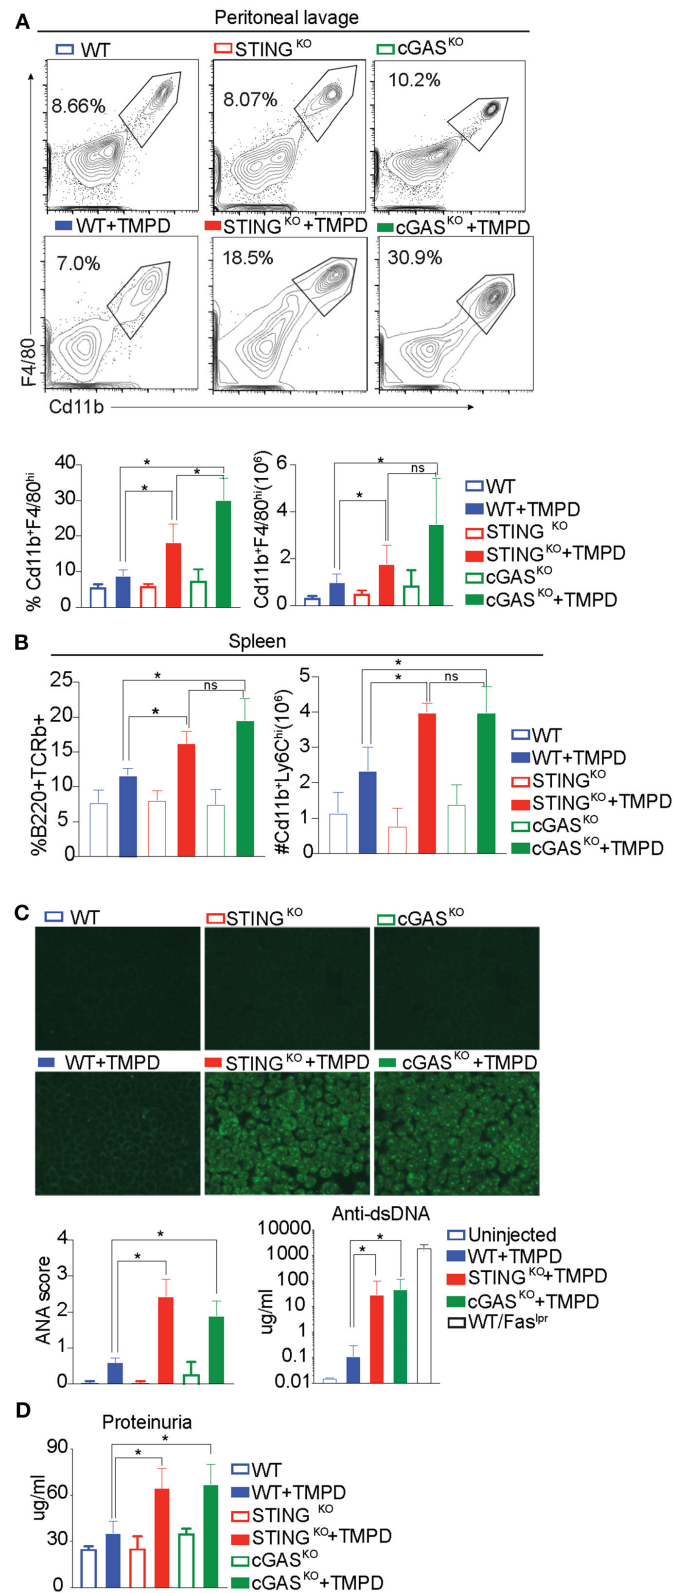 A
Peritoneal lavage
WT STING KO cGAS KO
8.66% 8.07% 10.2%
WT+TMPD STING KO +TMPD cGAS KO +TMPD
7.0% 18.5% 30.9%
F4/80
Cd11b
% Cd11b+F4/80hi
40
30
20
10
0
* * *
Cd11b+F4/80hi(10^6)
6
4
2
0
* * ns
WT
WT+TMPD
STING KO
STING KO+TMPD
cGAS KO
cGAS KO+TMPD
B
Spleen
%B220+TCRb+
25
20
15
10
5
0
* * ns
#Cd11b+Ly6Chi(10^6)
5
4
3
2
1
0
* * ns
WT
WT+TMPD
STING KO
STING KO+TMPD
cGAS KO
cGAS KO+TMPD
C
WT STING KO cGAS KO
WT+TMPD STING KO +TMPD cGAS KO +TMPD
ANA score
4
3
2
1
0
* *
Anti-dsDNA
ug/ml
10000
1000
100
10
1
0.1
0.01
* *
Uninjected
WT+TMPD
STING KO+TMPD
cGAS KO+TMPD
WT/Fas lpr
D
Proteinuria
ug/ml
90
60
30
0
* *
WT
WT+TMPD
STING KO
STING KO+TMPD
cGAS KO
cGAS KO+TMPD